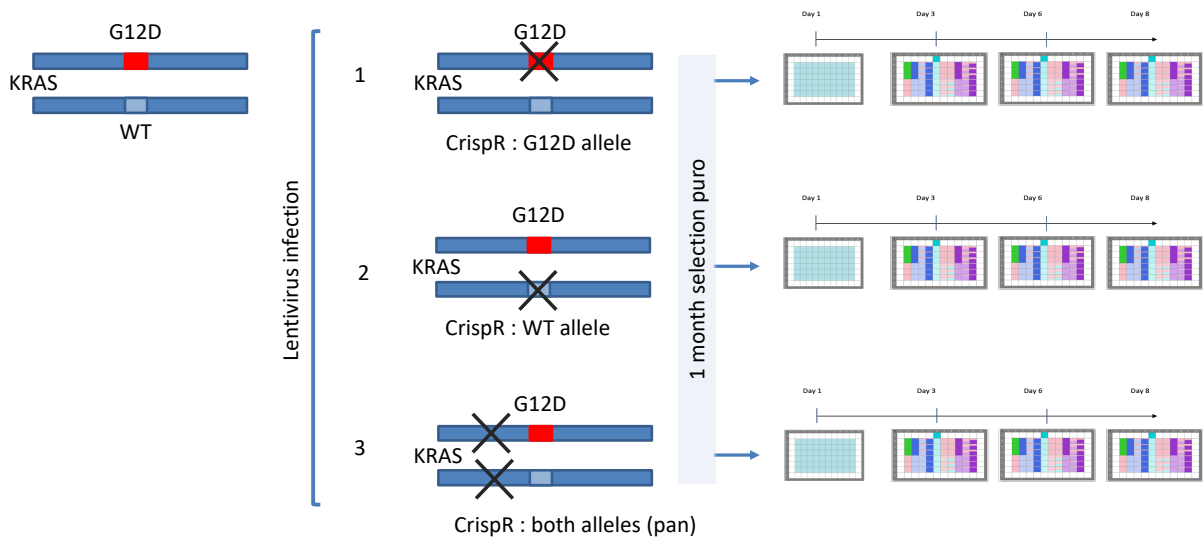 G12D
KRAS
WT
Lentivirus infection
1
G12D
KRAS
CrispR : G12D allele
2
G12D
KRAS
CrispR : WT allele
3
G12D
KRAS
CrispR : both alleles (pan)
1 month selection puro
Day 1
Day 3
Day 6
Day 8
Day 1
Day 3
Day 6
Day 8
Day 1
Day 3
Day 6
Day 8